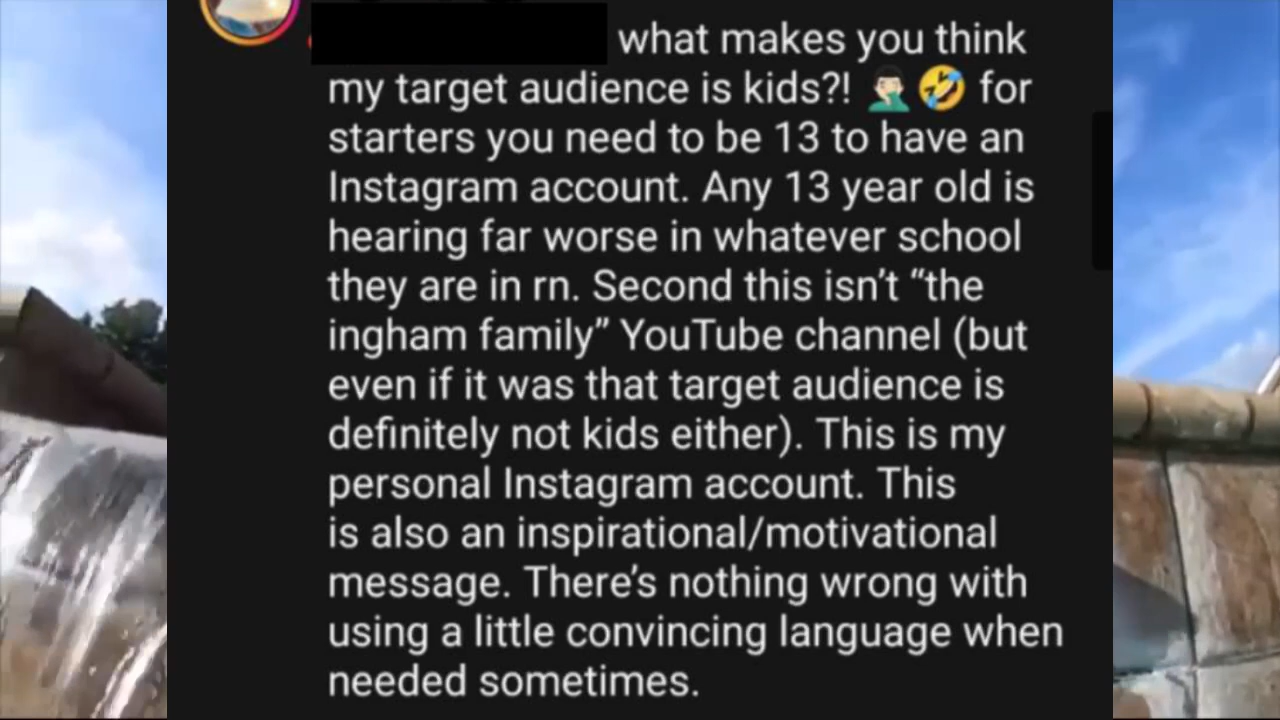 what makes you think
my target audience is kids?! 🤦🏻‍♂️🤣 for
starters you need to be 13 to have an
Instagram account. Any 13 year old is
hearing far worse in whatever school
they are in rn. Second this isn’t “the
ingham family” YouTube channel (but
even if it was that target audience is
definitely not kids either). This is my
personal Instagram account. This
is also an inspirational/motivational
message. There’s nothing wrong with
using a little convincing language when
needed sometimes.